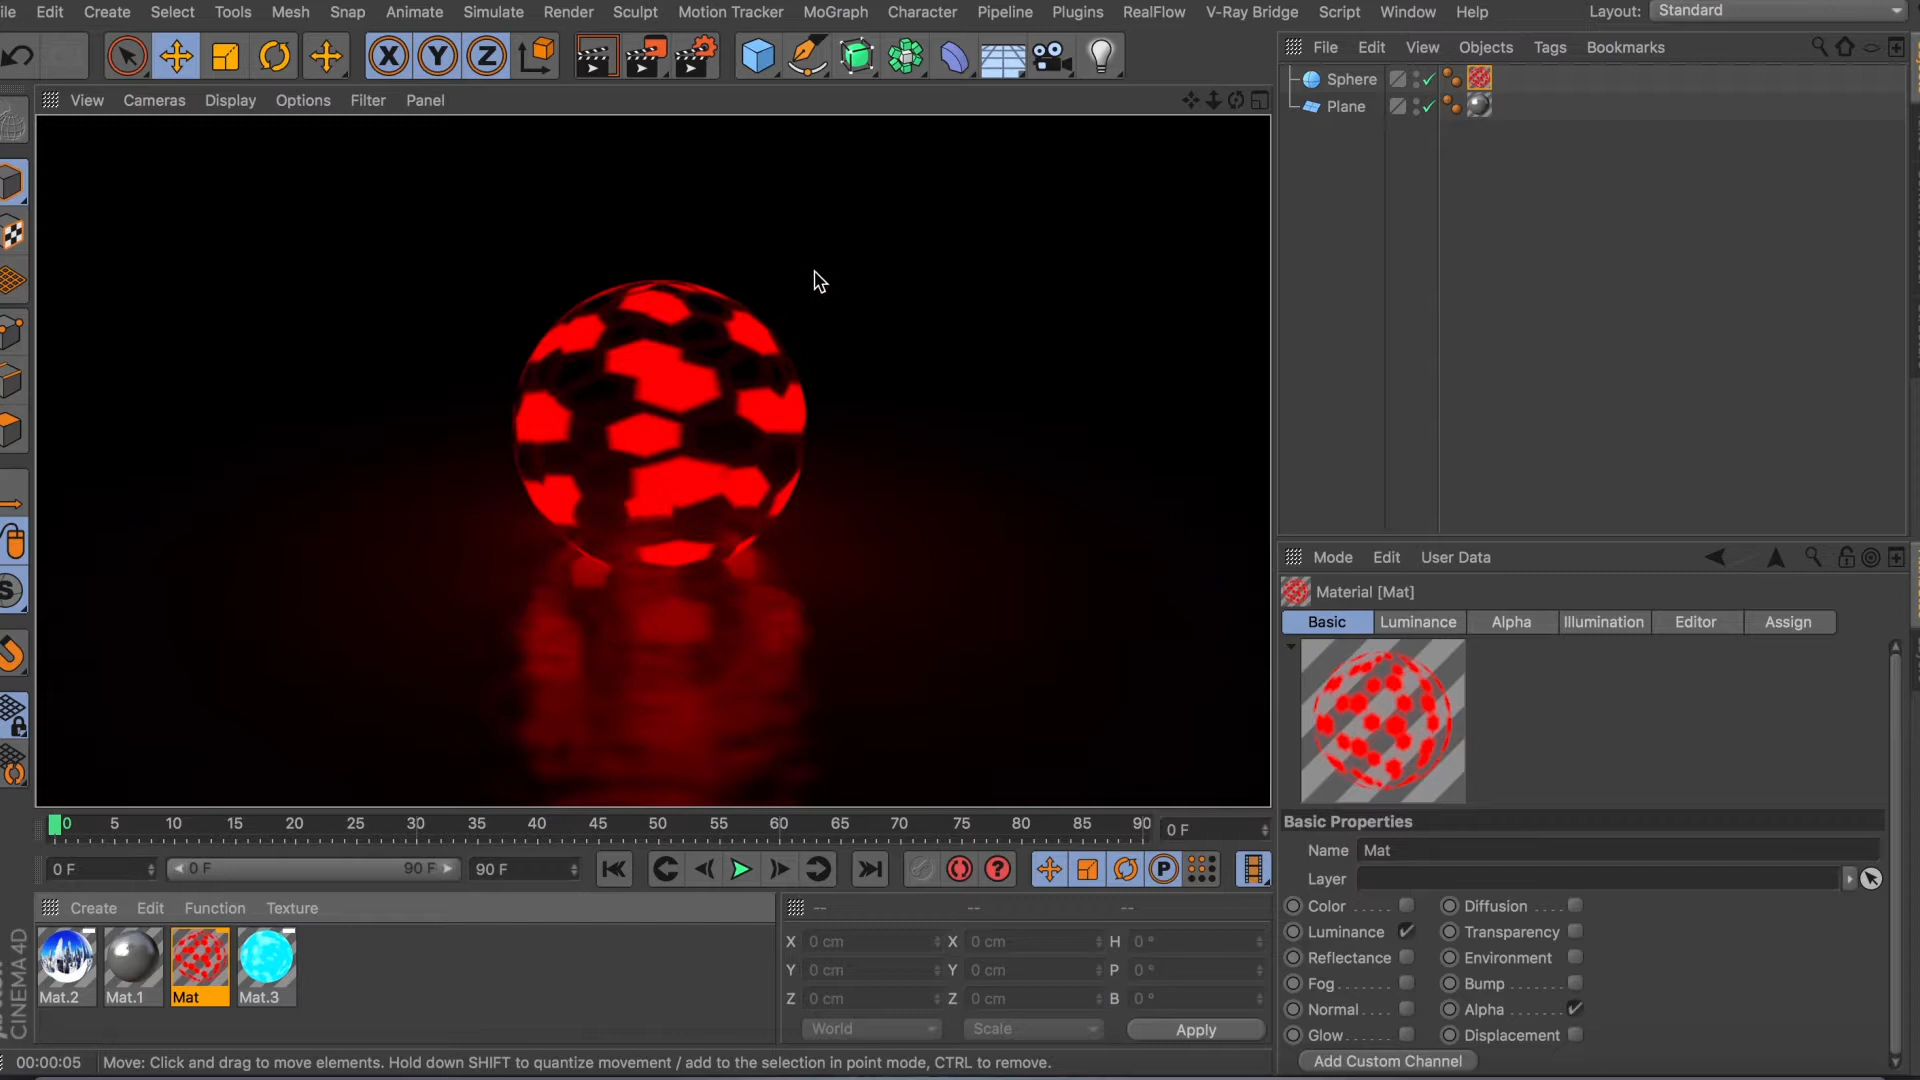 ile Edit Create Select Tools Mesh Snap Animate Simulate Render Sculpt Motion Tracker MoGraph Character Pipeline Plugins RealFlow V-Ray Bridge Script Window Help Layout: Standard
X Y Z
File Edit View Objects Tags Bookmarks
Sphere
Plane
View Cameras Display Options Filter Panel
Mode Edit User Data
Material [Mat]
Basic Luminance Alpha Illumination Editor Assign
Basic Properties
Name Mat
Layer
Color ..... Diffusion ....
Luminance Transparency
Reflectance Environment
Fog........ Bump.......
Normal..... Alpha .......
Glow....... Displacement
Add Custom Channel
0 5 10 15 20 25 30 35 40 45 50 55 60 65 70 75 80 85 90 0 F
0 F 0 F 90 F 90 F ? P
Create Edit Function Texture
Mat.2 Mat.1 Mat Mat.3
-- -- --
X 0 cm X 0 cm H 0 °
Y 0 cm Y 0 cm P 0 °
Z 0 cm Z 0 cm B 0 °
World Scale Apply
CINEMA 4D
S
00:00:05 Move: Click and drag to move elements. Hold down SHIFT to quantize movement / add to the selection in point mode, CTRL to remove.